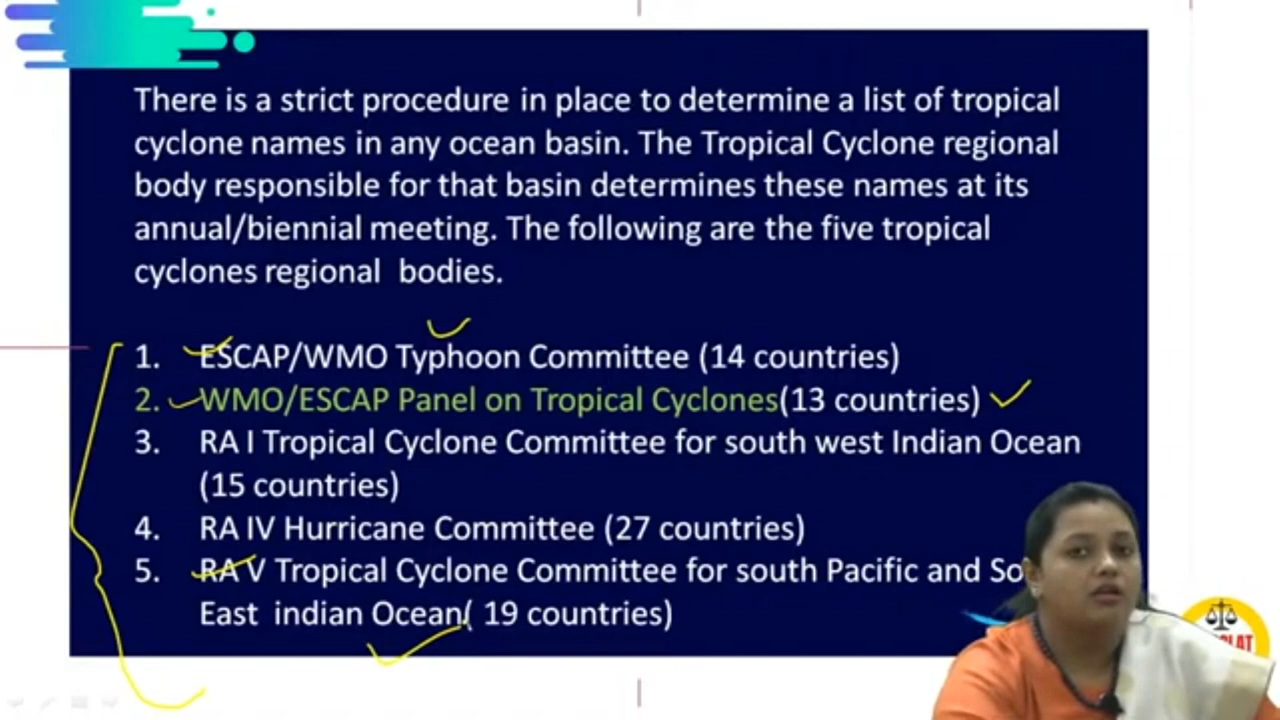 There is a strict procedure in place to determine a list of tropical
cyclone names in any ocean basin. The Tropical Cyclone regional
body responsible for that basin determines these names at its
annual/biennial meeting. The following are the five tropical
cyclones regional bodies.
1. ESCAP/WMO Typhoon Committee (14 countries)
2. WMO/ESCAP Panel on Tropical Cyclones(13 countries)
3. RA I Tropical Cyclone Committee for south west Indian Ocean
(15 countries)
4. RA IV Hurricane Committee (27 countries)
5. RA V Tropical Cyclone Committee for south Pacific and
East indian Ocean( 19 countries)